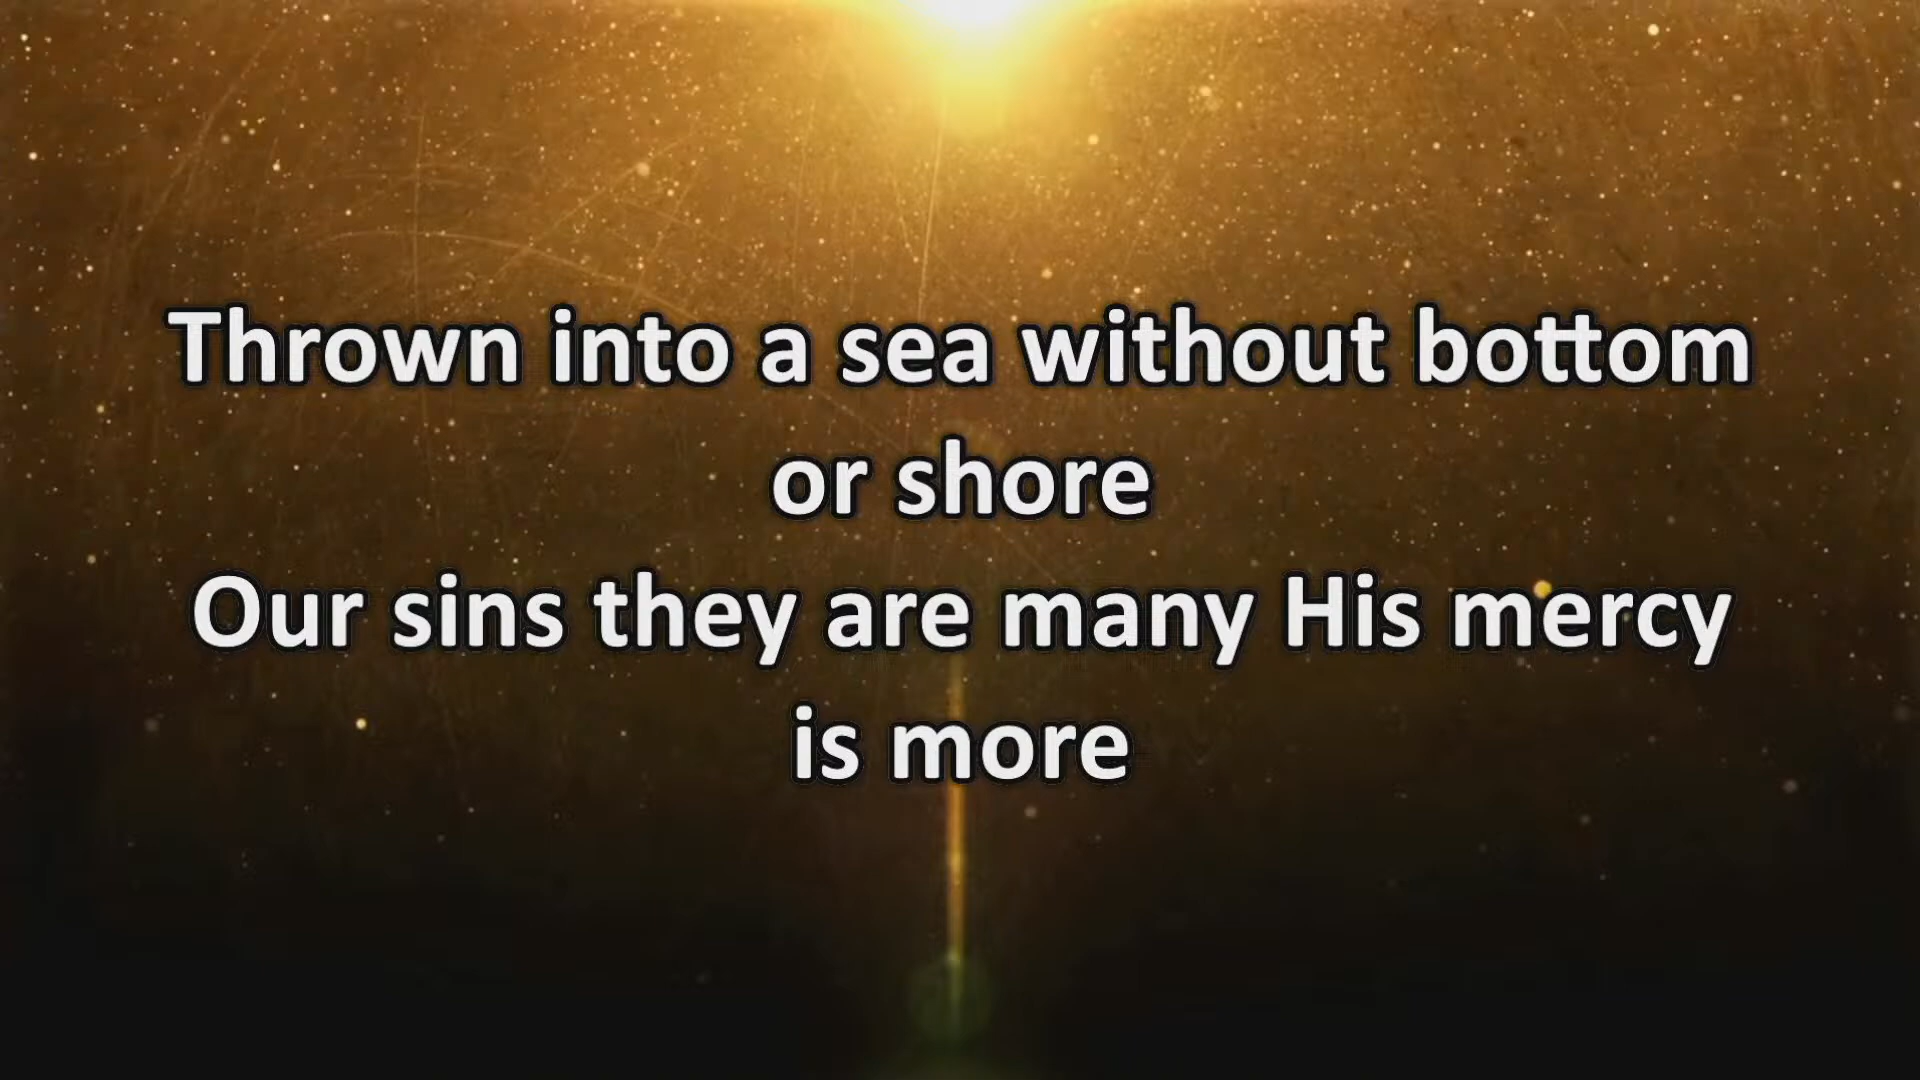 Thrown into a sea without bottom
or shore
Our sins they are many His mercy
is more